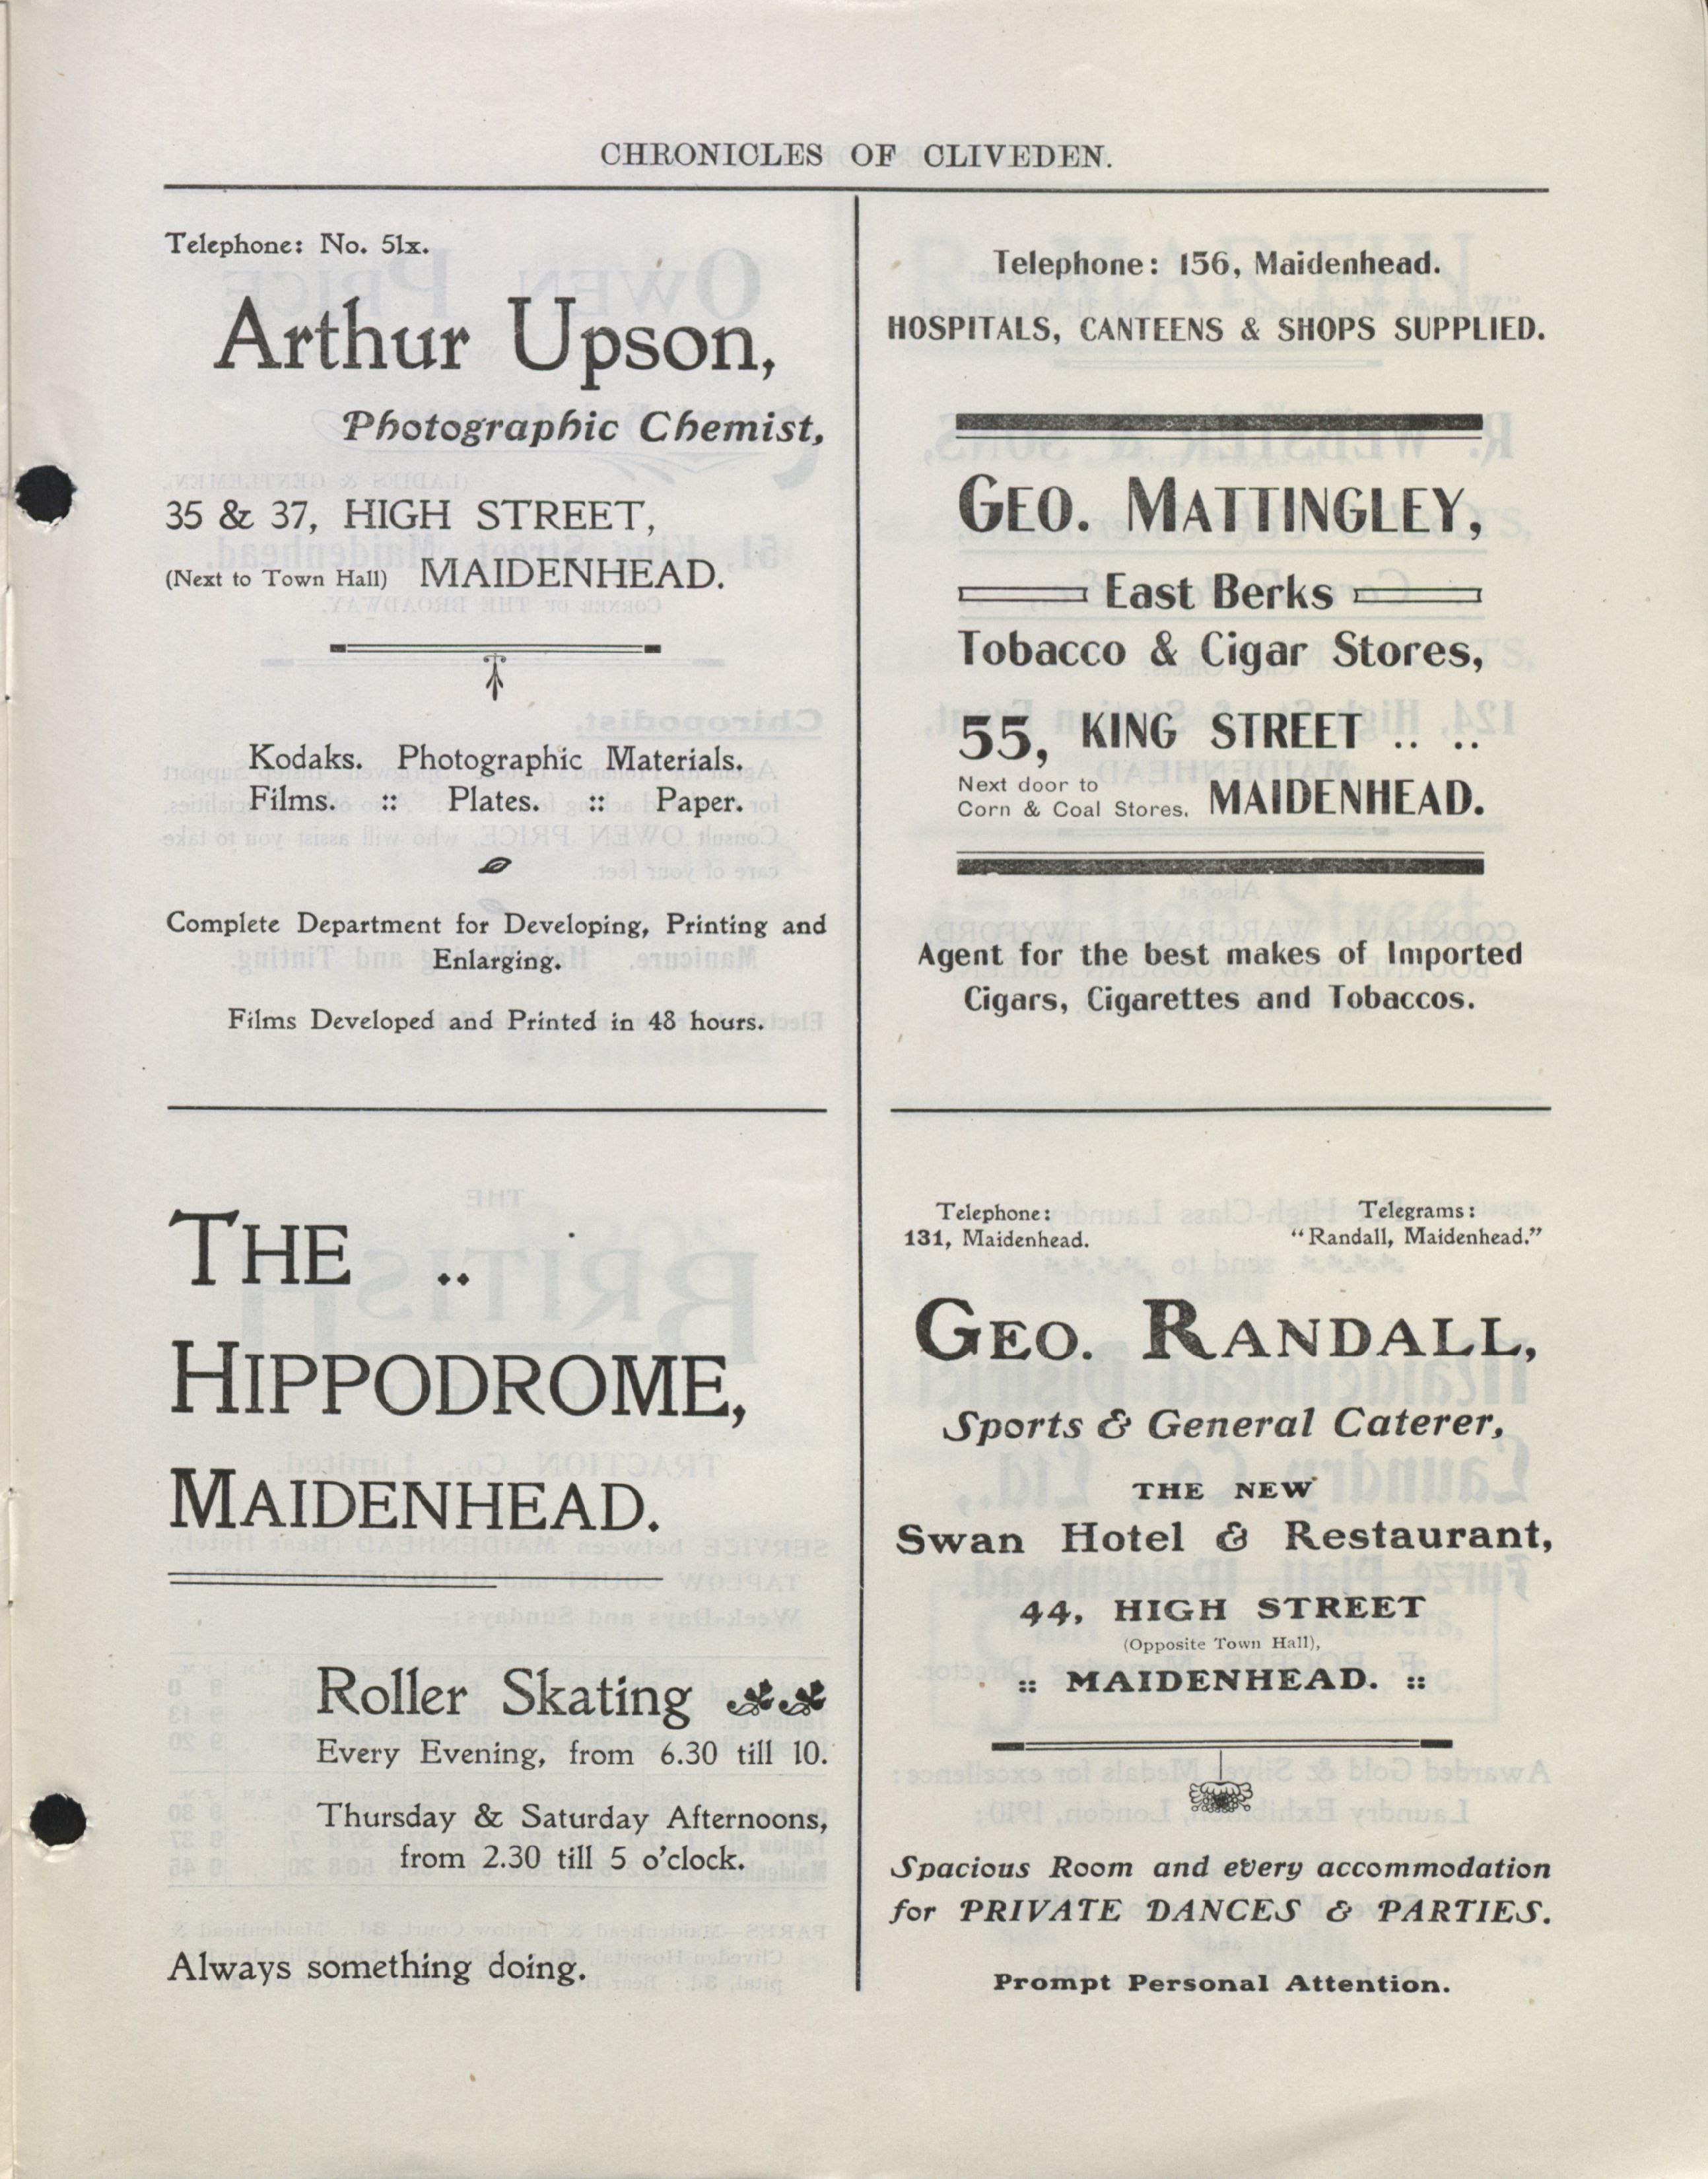 CHRONICLES OF CLIVEDEN.
Telephone: No. 51x.
Arthur Upson,
Photographic Chemist,
35 & 37, HIGH STREET,
(Next to Town Hall) MAIDENHEAD.
Kodaks. Photographic Materials.
Films. :: Plates. :: Paper.
Complete Department for Developing, Printing and
Enlarging.
Films Developed and Printed in 48 hours.
Telephone: 156, Maidenhead.
HOSPITALS, CANTEENS & SHOPS SUPPLIED.
GEO. MATTINGLEY,
East Berks
Tobacco & Cigar Stores,
55, KING STREET .. ..
Next door to
Corn & Coal Stores. MAIDENHEAD.
Agent for the best makes of Imported
Cigars, Cigarettes and Tobaccos.
THE ..
HIPPODROME,
MAIDENHEAD.
Roller Skating
Every Evening, from 6.30 till 10.
Thursday & Saturday Afternoons,
from 2.30 till 5 o'clock.
Always something doing.
Telephone: Telegrams:
131, Maidenhead. "Randall, Maidenhead."
GEO. RANDALL,
Sports & General Caterer,
THE NEW
Swan Hotel & Restaurant,
44, HIGH STREET
(Opposite Town Hall),
:: MAIDENHEAD. ::
Spacious Room and every accommodation
for PRIVATE DANCES & PARTIES.
Prompt Personal Attention.